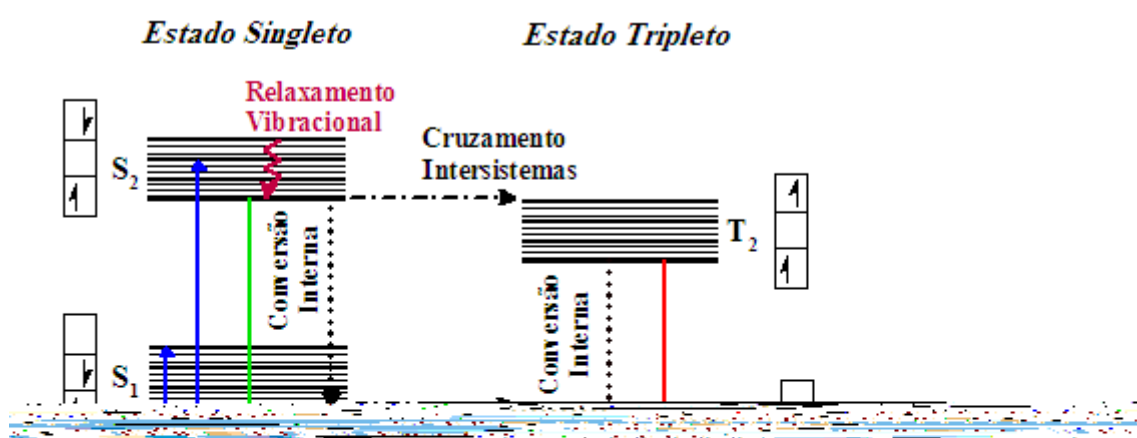 Estado Singleto
Estado Tripleto
Relaxamento
Vibracional
Cruzamento
Intersistemas
S2
T2
Conversão
Interna
Conversão
Interna
S1